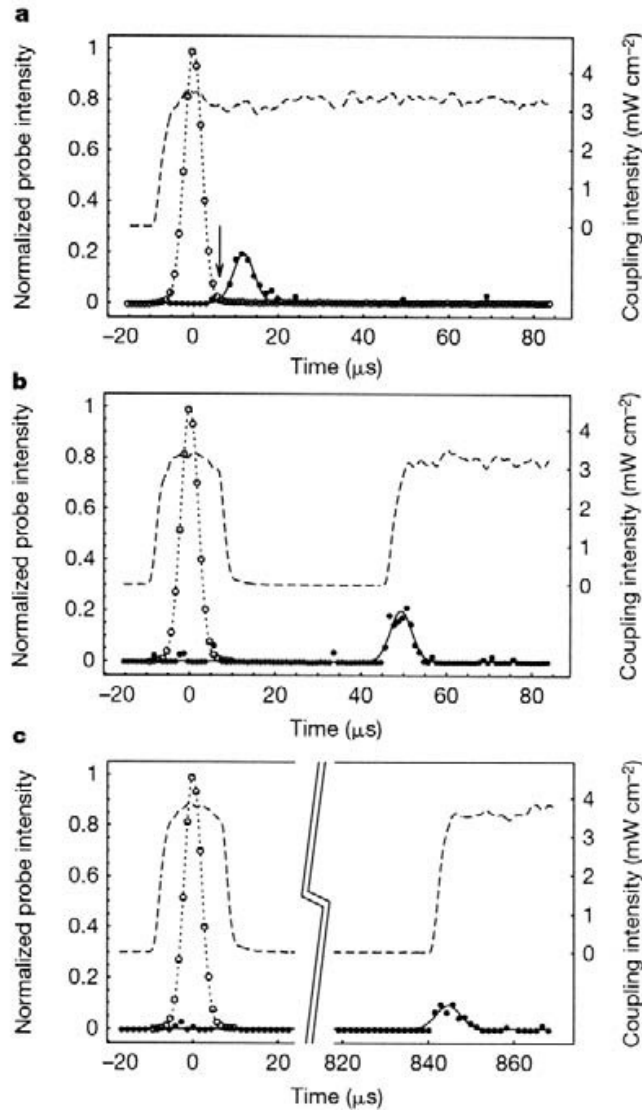 a
Normalized probe intensity
1
0.8
0.6
0.4
0.2
0
4
3
2
1
0
Coupling intensity (mW cm⁻²)
−20 0 20 40 60 80
Time (μs)
b
Normalized probe intensity
1
0.8
0.6
0.4
0.2
0
4
3
2
1
0
Coupling intensity (mW cm⁻²)
−20 0 20 40 60 80
Time (μs)
c
Normalized probe intensity
1
0.8
0.6
0.4
0.2
0
4
3
2
1
0
Coupling intensity (mW cm⁻²)
−20 0 20 820 840 860
Time (μs)